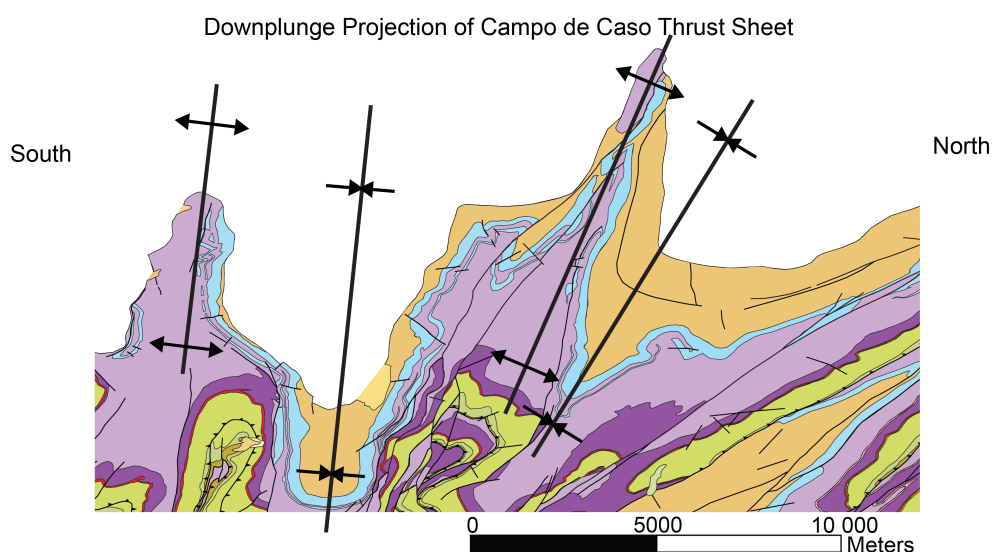 Downplunge Projection of Campo de Caso Thrust Sheet
South
North
0 5000 10 000
Meters